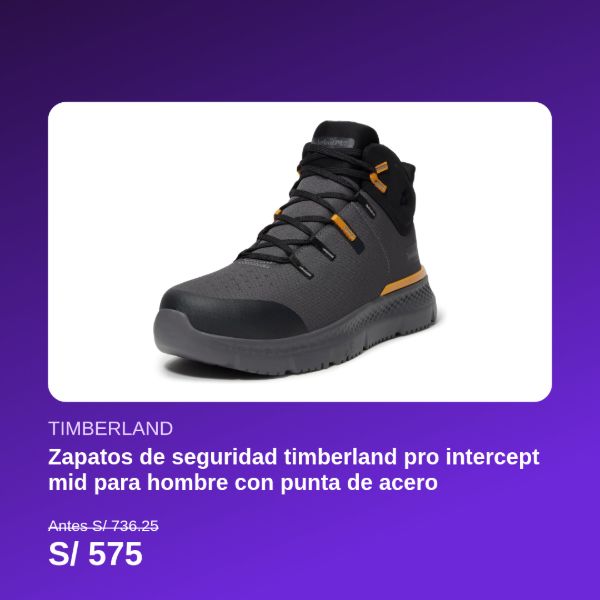 TIMBERLAND
Zapatos de seguridad timberland pro intercept
mid para hombre con punta de acero
Antes S/ 736.25
S/ 575